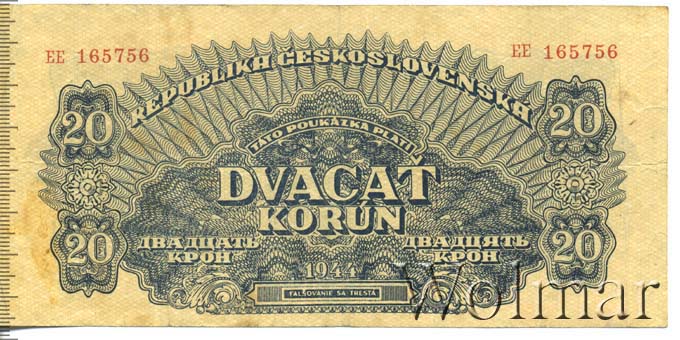 EE 165756
EE 165756
REPUBLIKA ČESKOSLOVENSKÁ
TÁTO POUKÁŽKA PLATÍ
20
20
DVACAŤ
KORÚN
ДВАДЦАТЬ
КРОН
ДВАДЦЯТЬ
КРОН
20
20
1944
FALŠOVANIE SA TRESTÁ
Wolmar